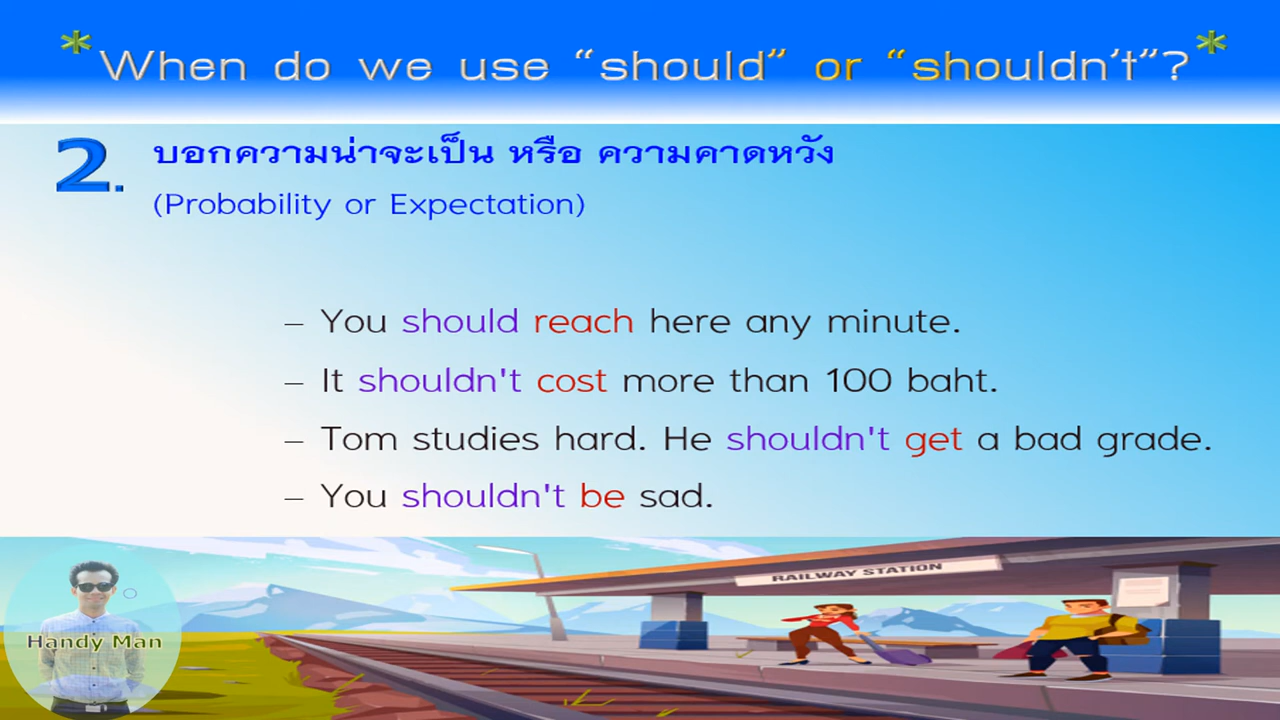 *When do we use “should” or “shouldn’t”?*
2. บอกความน่าจะเป็น หรือ ความคาดหวัง
(Probability or Expectation)
– You should reach here any minute.
– It shouldn't cost more than 100 baht.
– Tom studies hard. He shouldn't get a bad grade.
– You shouldn't be sad.
RAILWAY STATION
Handy Man